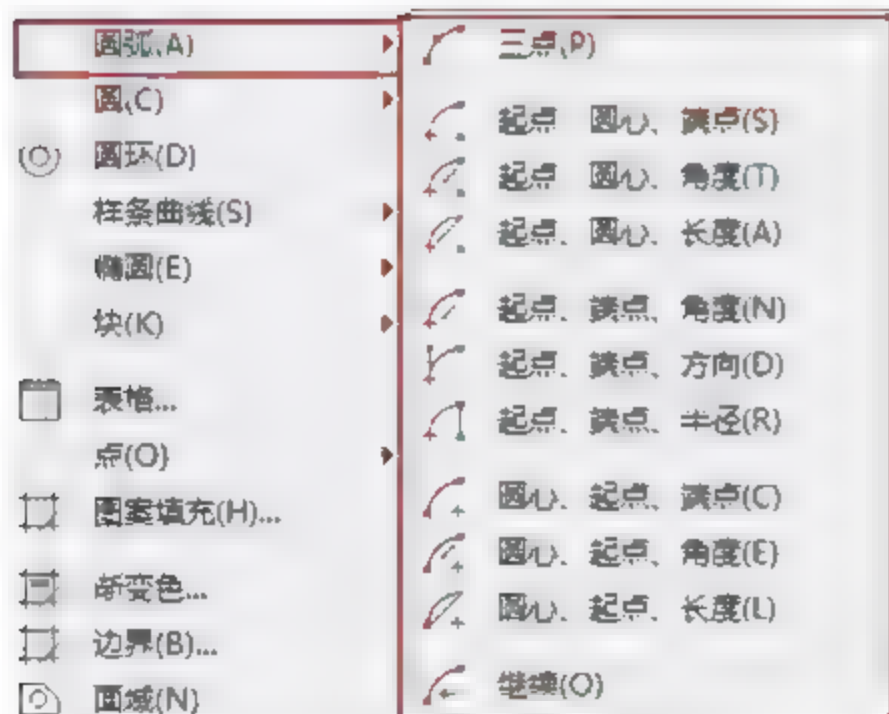 圆弧(A)
圆(C)
圆环(D)
样条曲线(S)
椭圆(E)
块(K)
表格...
点(O)
图案填充(H)...
渐变色...
边界(B)...
面域(N)
三点(P)
起点、圆心、端点(S)
起点、圆心、角度(T)
起点、圆心、长度(A)
起点、端点、角度(N)
起点、端点、方向(D)
起点、端点、半径(R)
圆心、起点、端点(C)
圆心、起点、角度(E)
圆心、起点、长度(L)
继续(O)